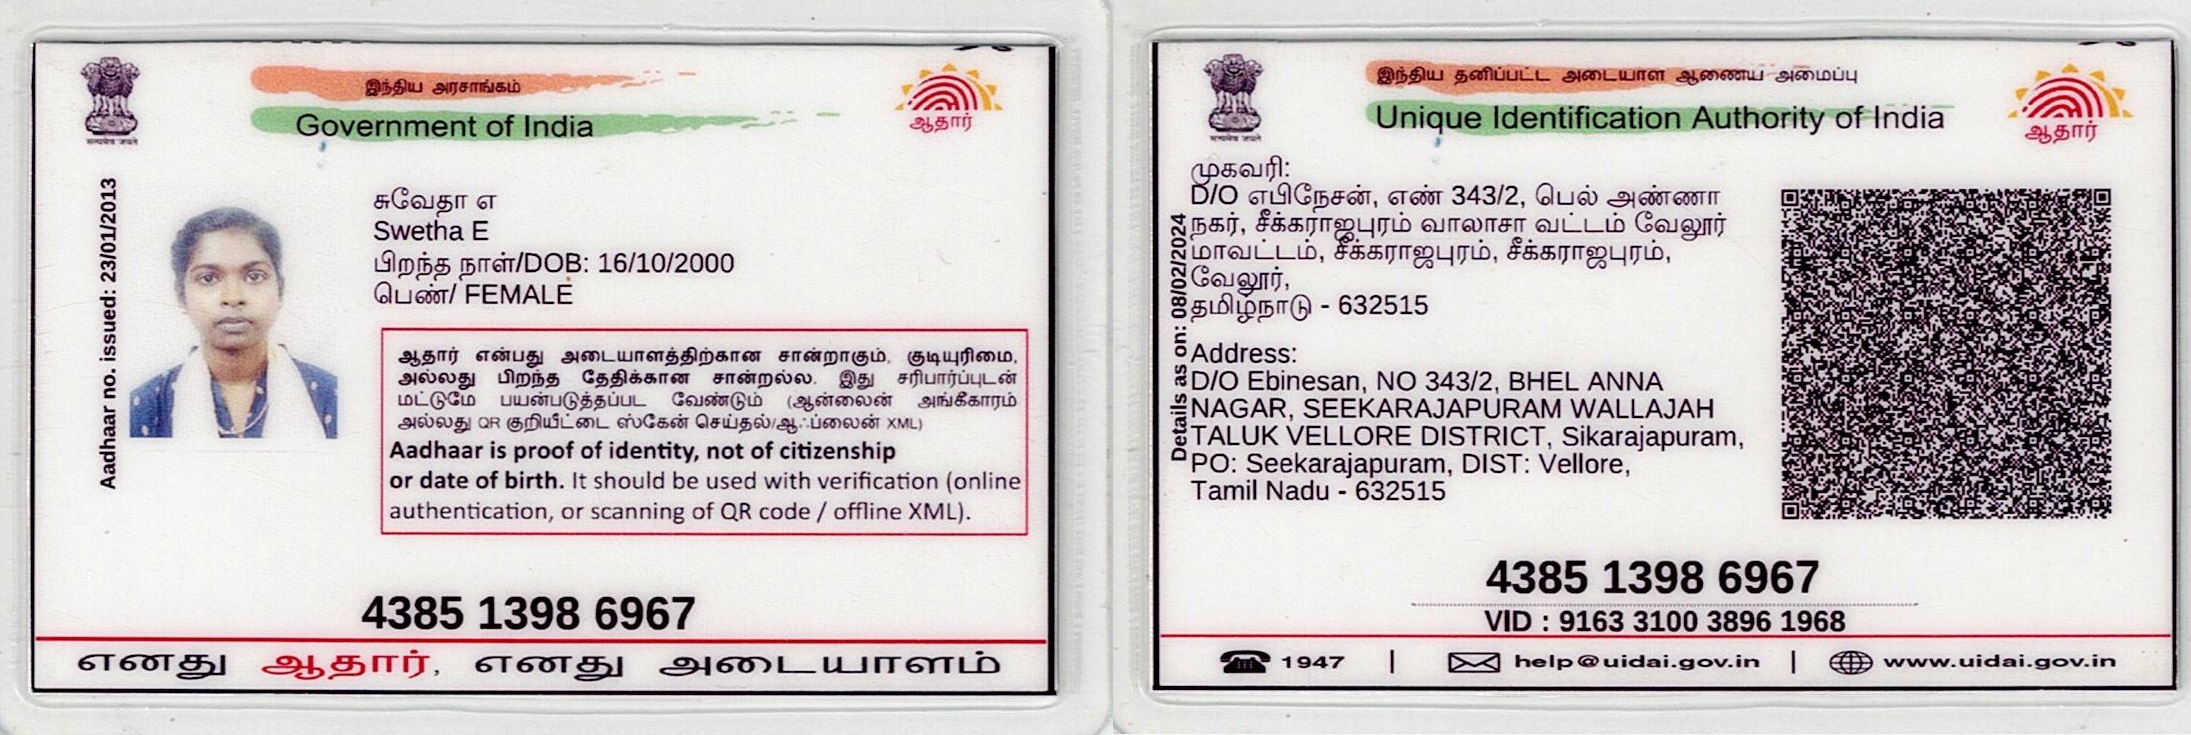 இந்திய அரசாங்கம்
Government of India
ஆதார்
Aadhaar no. issued: 23/01/2013
சுவேதா எ
Swetha E
பிறந்த நாள்/DOB: 16/10/2000
பெண்/ FEMALE
ஆதார் என்பது அடையாளத்திற்கான சான்றாகும், குடியுரிமை,
அல்லது பிறந்த தேதிக்கான சான்றல்ல. இது சரிபார்ப்புடன்
மட்டுமே பயன்படுத்தப்பட வேண்டும் (ஆன்லைன் அங்கீகாரம்
அல்லது QR குறியீட்டை ஸ்கேன் செய்தல்/ஆஃப்லைன் XML)
Aadhaar is proof of identity, not of citizenship
or date of birth. It should be used with verification (online
authentication, or scanning of QR code / offline XML).
4385 1398 6967
எனது ஆதார், எனது அடையாளம்
இந்திய தனிப்பட்ட அடையாள ஆணைய அமைப்பு
Unique Identification Authority of India
ஆதார்
Details as on: 08/02/2024
முகவரி:
D/O எபிநேசன், எண் 343/2, பெல் அண்ணா
நகர், சீக்கராஜபுரம் வாலாசா வட்டம் வேலூர்
மாவட்டம், சீக்கராஜபுரம், சீக்கராஜபுரம்,
வேலூர்,
தமிழ்நாடு - 632515
Address:
D/O Ebinesan, NO 343/2, BHEL ANNA
NAGAR, SEEKARAJAPURAM WALLAJAH
TALUK VELLORE DISTRICT, Sikarajapuram,
PO: Seekarajapuram, DIST: Vellore,
Tamil Nadu - 632515
4385 1398 6967
VID : 9163 3100 3896 1968
1947 | help@uidai.gov.in | www.uidai.gov.in